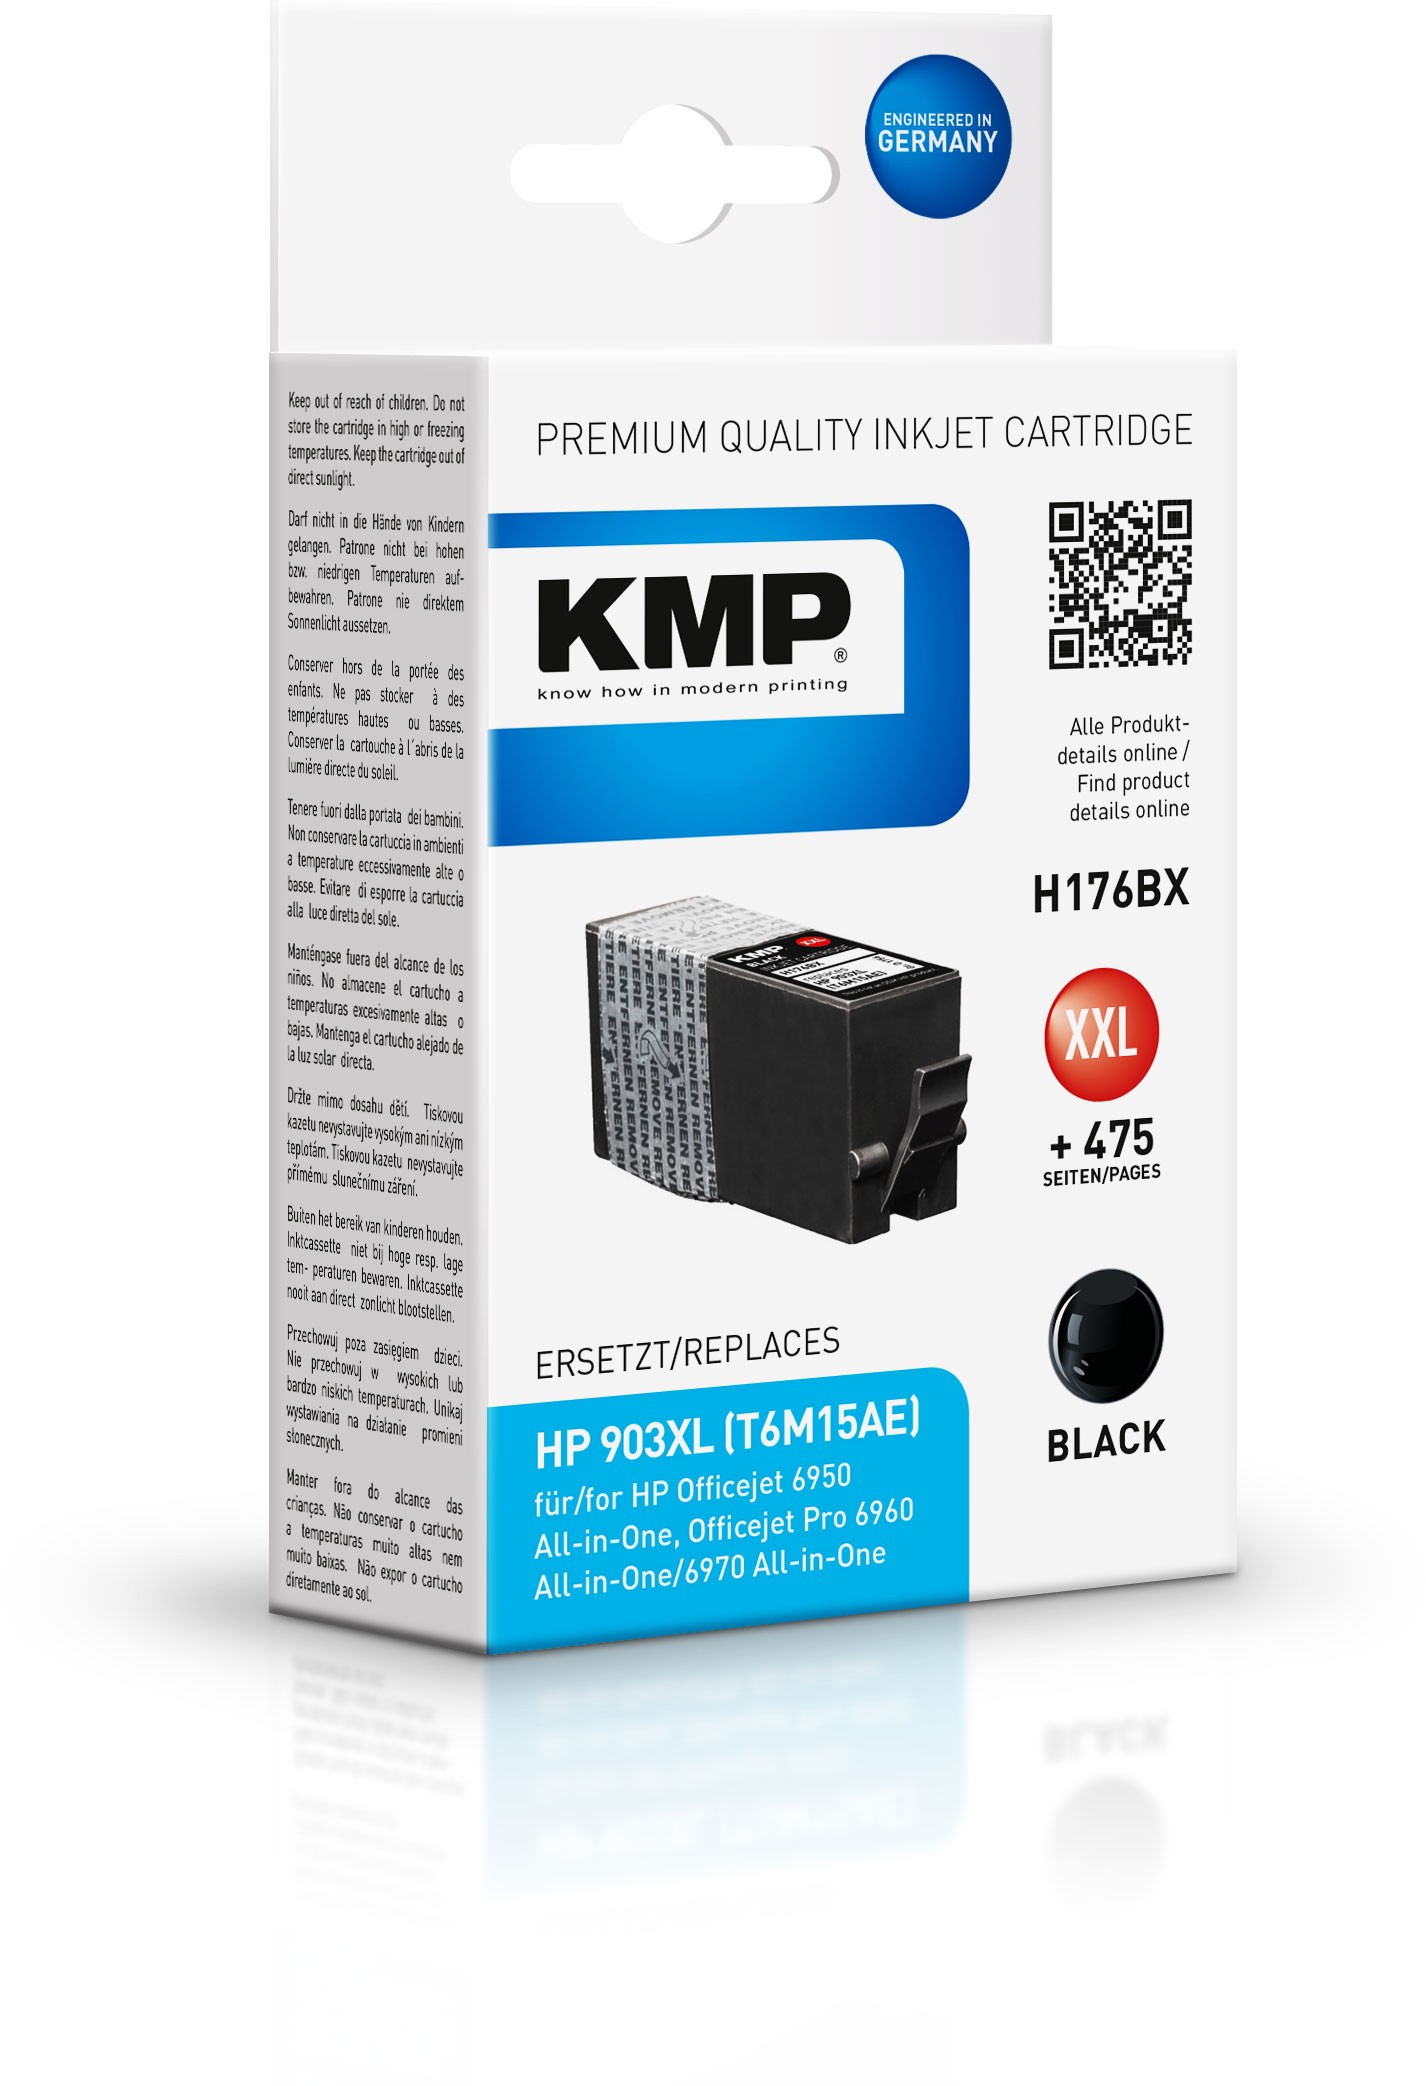 ENGINEERED IN
GERMANY
Keep out of reach of children. Do not
store the cartridge in high or freezing
temperatures. Keep the cartridge out of
direct sunlight.
Darf nicht in die Hände von Kindern
gelangen. Patrone nicht bei hohen
bzw. niedrigen Temperaturen auf-
bewahren. Patrone nie direktem
Sonnenlicht aussetzen.
Conserver hors de la portée des
enfants. Ne pas stocker à des
températures hautes ou basses.
Conserver la cartouche à l´abris de la
lumiére directe du soleil.
Tenere fuori dalla portata dei bambini.
Non conservare la cartuccia in ambienti
a temperature eccessivamente alte o
basse. Evitare di esporre la cartuccia
alla luce diretta del sole.
Manténgase fuera del alcance de los
niños. No almacene el cartucho a
temperaturas excesivamente altas o
bajas. Mantenga el cartucho alejado de
la luz solar directa.
Držte mimo dosahu dětí. Tiskovou
kazetu nevystavujte vysokým ani nízkým
teplotám. Tiskovou kazetu nevystavujte
přímému slunečnímu záření.
Buiten het bereik van kinderen houden.
Inktcassette niet bij hoge resp. lage
tem- peraturen bewaren. Inktcassette
nooit aan direct zonlicht blootstellen.
Przechowuj poza zasięgiem dzieci.
Nie przechowuj w wysokich lub
bardzo niskich temperaturach. Unikaj
wystawiania na działanie promieni
słonecznych.
Manter fora do alcance das
crianças. Não conservar o cartucho
a temperaturas muito altas nem
muito baixas. Não expor o cartucho
diretamente ao sol.
PREMIUM QUALITY INKJET CARTRIDGE
KMP®
know how in modern printing
Alle Produkt-
details online /
Find product
details online
H176BX
XXL
+ 475
SEITEN/PAGES
BLACK
KMP XXL
BLACK
INKJET CARTRIDGE
H176BX
replaces
HP 903XL
(T6M15AE)
ERSETZT/REPLACES
HP 903XL (T6M15AE)
für/for HP Officejet 6950
All-in-One, Officejet Pro 6960
All-in-One/6970 All-in-One